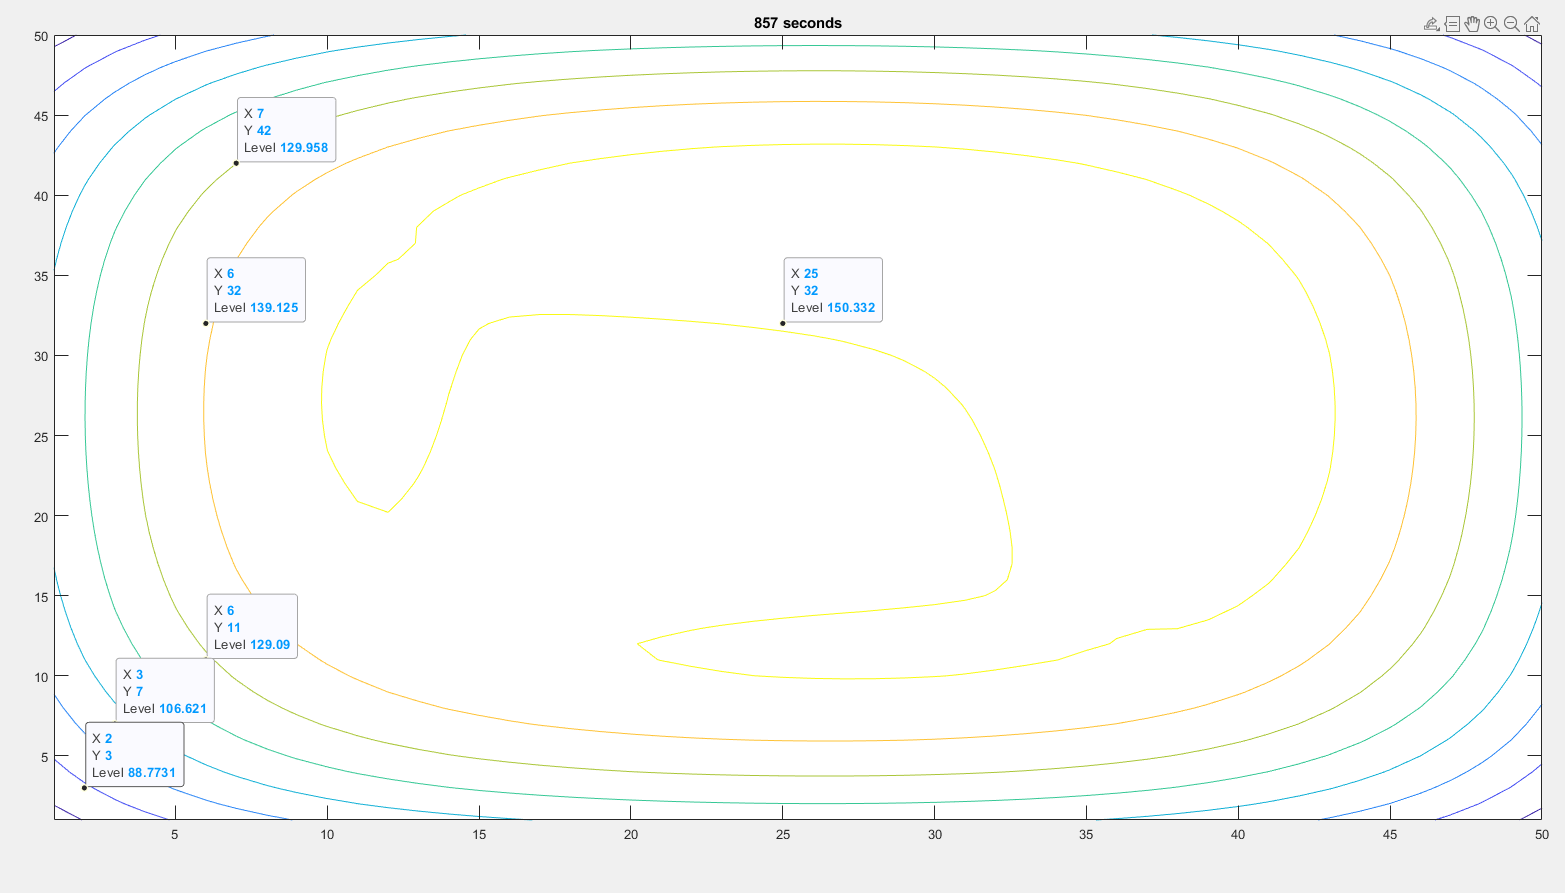 857 seconds
50
45
40
35
30
25
20
15
10
5
X 7
Y 42
Level 129.958
X 6
Y 32
Level 139.125
X 25
Y 32
Level 150.332
X 6
Y 11
Level 129.09
X 3
Y 7
Level 106.621
X 2
Y 3
Level 88.7731
5 10 15 20 25 30 35 40 45 50